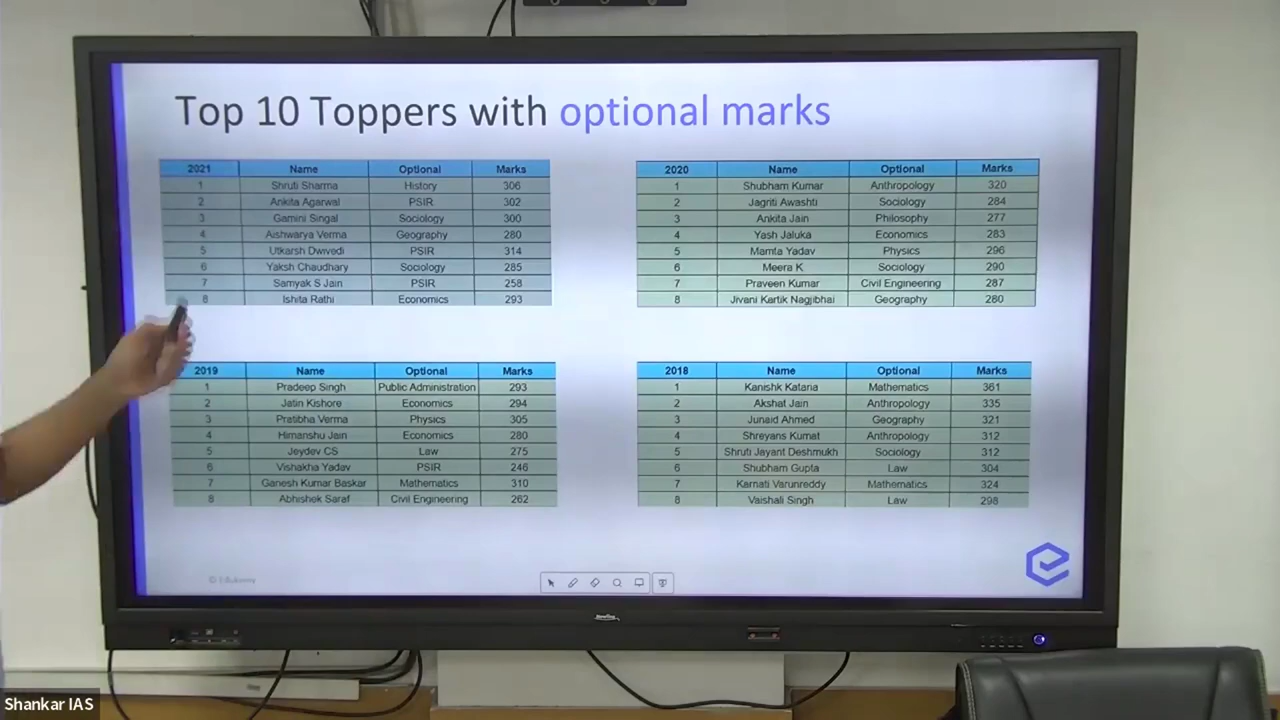 Top 10 Toppers with optional marks
2021 Name Optional Marks
1 Shruti Sharma History 306
2 Ankita Agarwal PSIR 302
3 Gamini Singal Sociology 300
4 Aishwarya Verma Geography 280
5 Utkarsh Dwivedi PSIR 314
6 Yaksh Chaudhary Sociology 285
7 Samyak S Jain PSIR 258
8 Ishita Rathi Economics 293
2020 Name Optional Marks
1 Shubham Kumar Anthropology 320
2 Jagriti Awashti Sociology 284
3 Ankita Jain Philosophy 277
4 Yash Jaluka Economics 283
5 Mamta Yadav Physics 296
6 Meera K Sociology 290
7 Praveen Kumar Civil Engineering 287
8 Jivani Kartik Nagjibhai Geography 280
2019 Name Optional Marks
1 Pradeep Singh Public Administration 293
2 Jatin Kishore Economics 294
3 Pratibha Verma Physics 305
4 Himanshu Jain Economics 280
5 Jeydev CS Law 275
6 Vishakha Yadav PSIR 246
7 Ganesh Kumar Baskar Mathematics 310
8 Abhishek Saraf Civil Engineering 262
2018 Name Optional Marks
1 Kanishk Kataria Mathematics 361
2 Akshat Jain Anthropology 335
3 Junaid Ahmed Geography 321
4 Shreyans Kumat Anthropology 312
5 Shruti Jayant Deshmukh Sociology 312
6 Shubham Gupta Law 304
7 Karnati Varunreddy Mathematics 324
8 Vaishali Singh Law 298
Shankar IAS